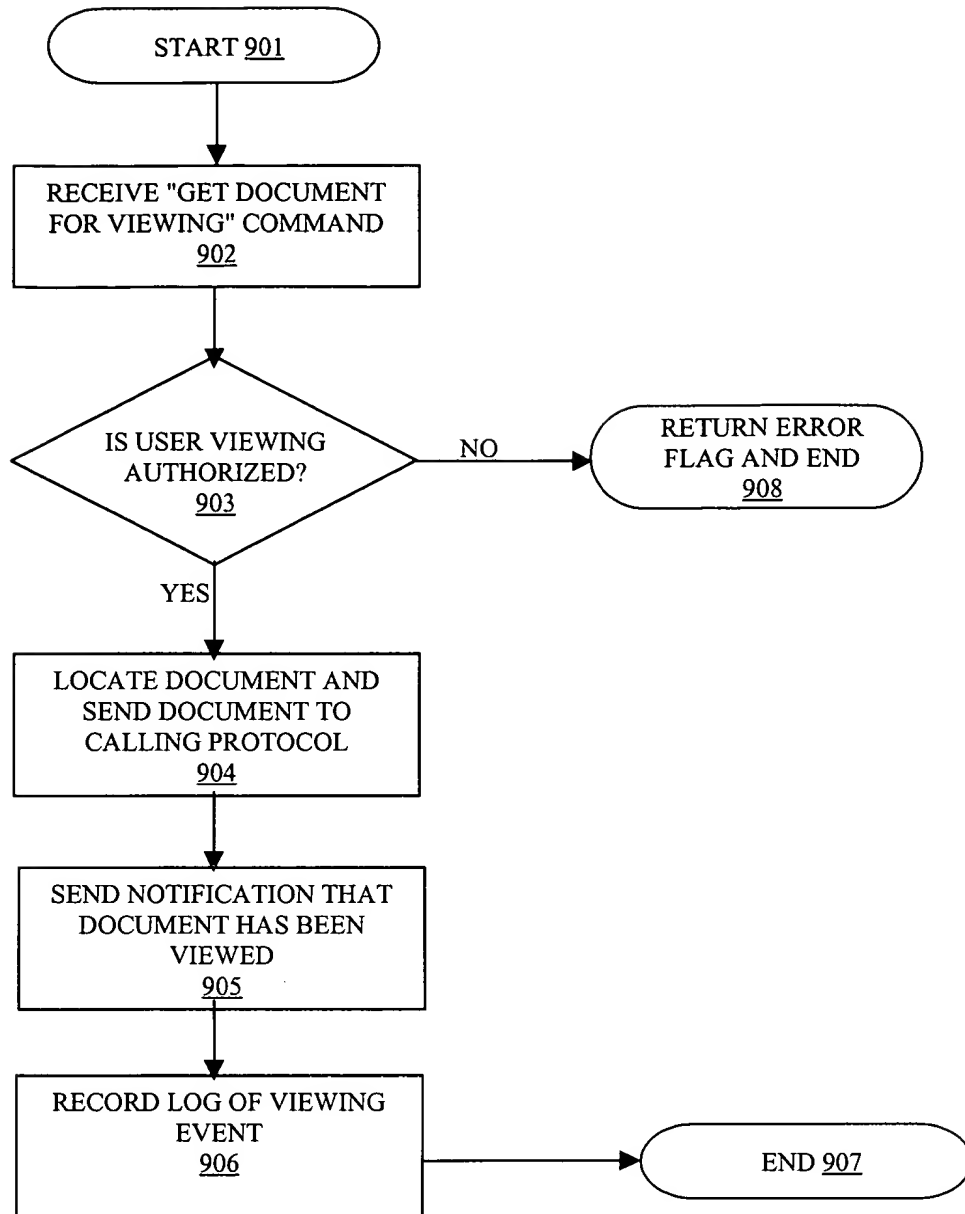 START 901
RECEIVE "GET DOCUMENT
FOR VIEWING" COMMAND
902
IS USER VIEWING
AUTHORIZED?
903
NO
RETURN ERROR
FLAG AND END
908
YES
LOCATE DOCUMENT AND
SEND DOCUMENT TO
CALLING PROTOCOL
904
SEND NOTIFICATION THAT
DOCUMENT HAS BEEN
VIEWED
905
RECORD LOG OF VIEWING
EVENT
906
END 907